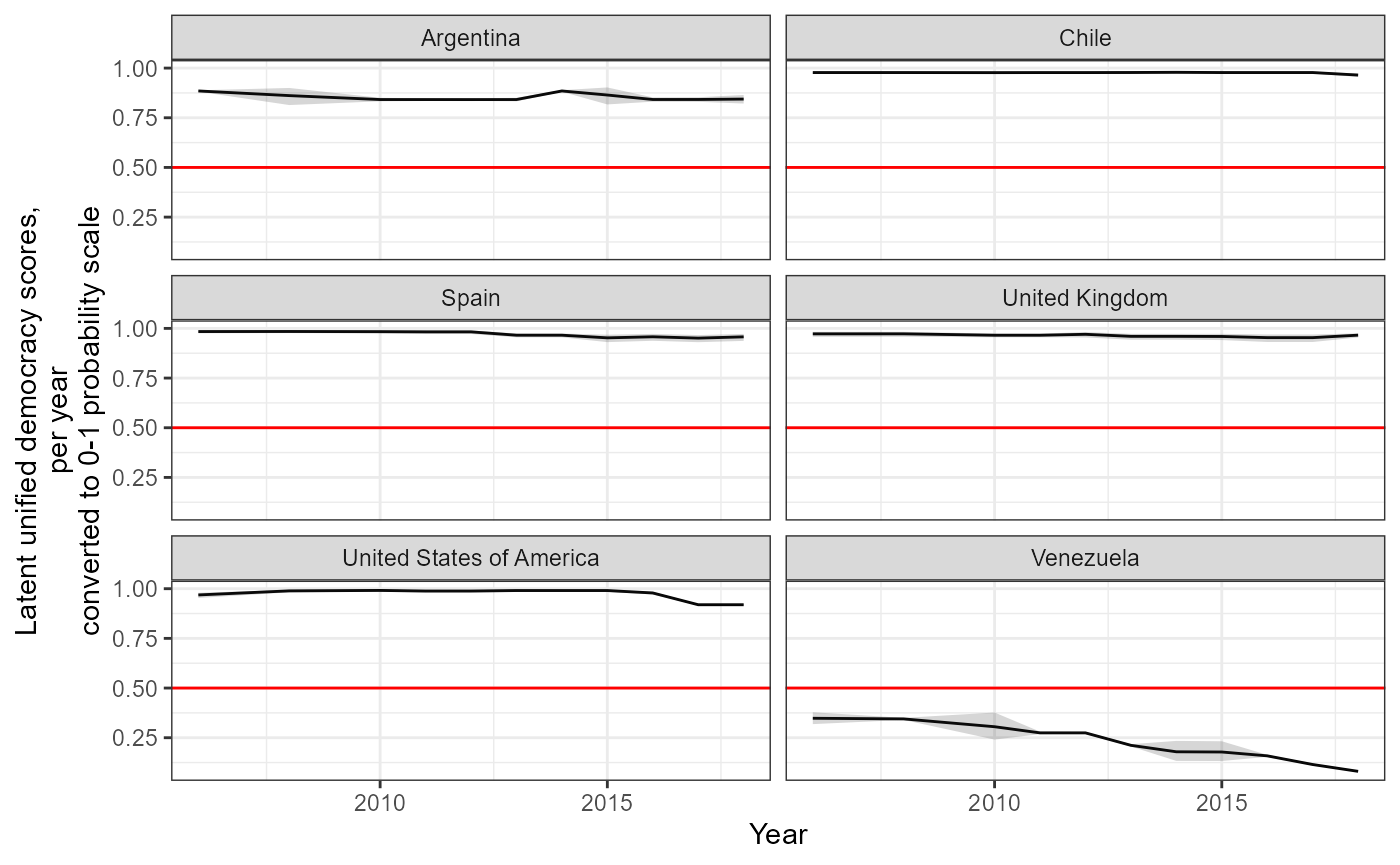 Latent unified democracy scores,
per year
converted to 0-1 probability scale
Argentina
Chile
1.00
0.75
0.50
0.25
Spain
United Kingdom
1.00
0.75
0.50
0.25
United States of America
Venezuela
1.00
0.75
0.50
0.25
2010
2015
2010
2015
Year